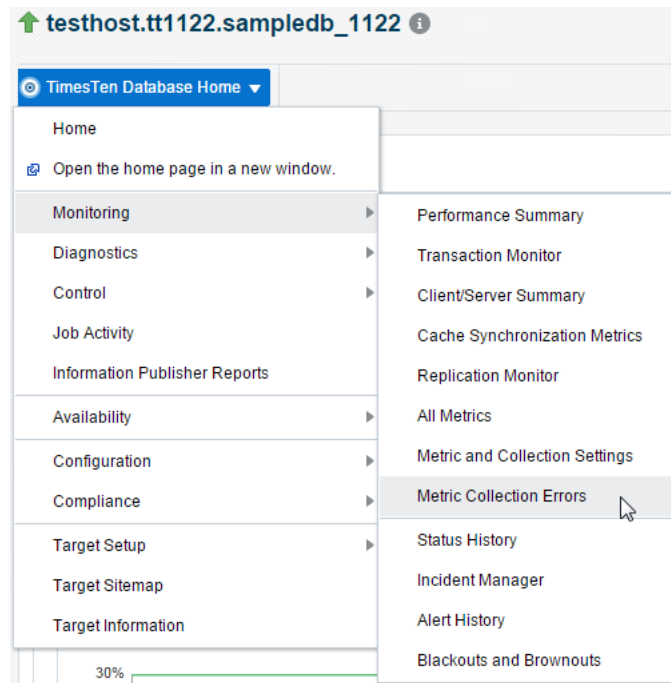 testhost.tt1122.sampledb_1122
TimesTen Database Home
Home
Open the home page in a new window.
Monitoring
Diagnostics
Control
Job Activity
Information Publisher Reports
Availability
Configuration
Compliance
Target Setup
Target Sitemap
Target Information
Performance Summary
Transaction Monitor
Client/Server Summary
Cache Synchronization Metrics
Replication Monitor
All Metrics
Metric and Collection Settings
Metric Collection Errors
Status History
Incident Manager
Alert History
Blackouts and Brownouts
30%